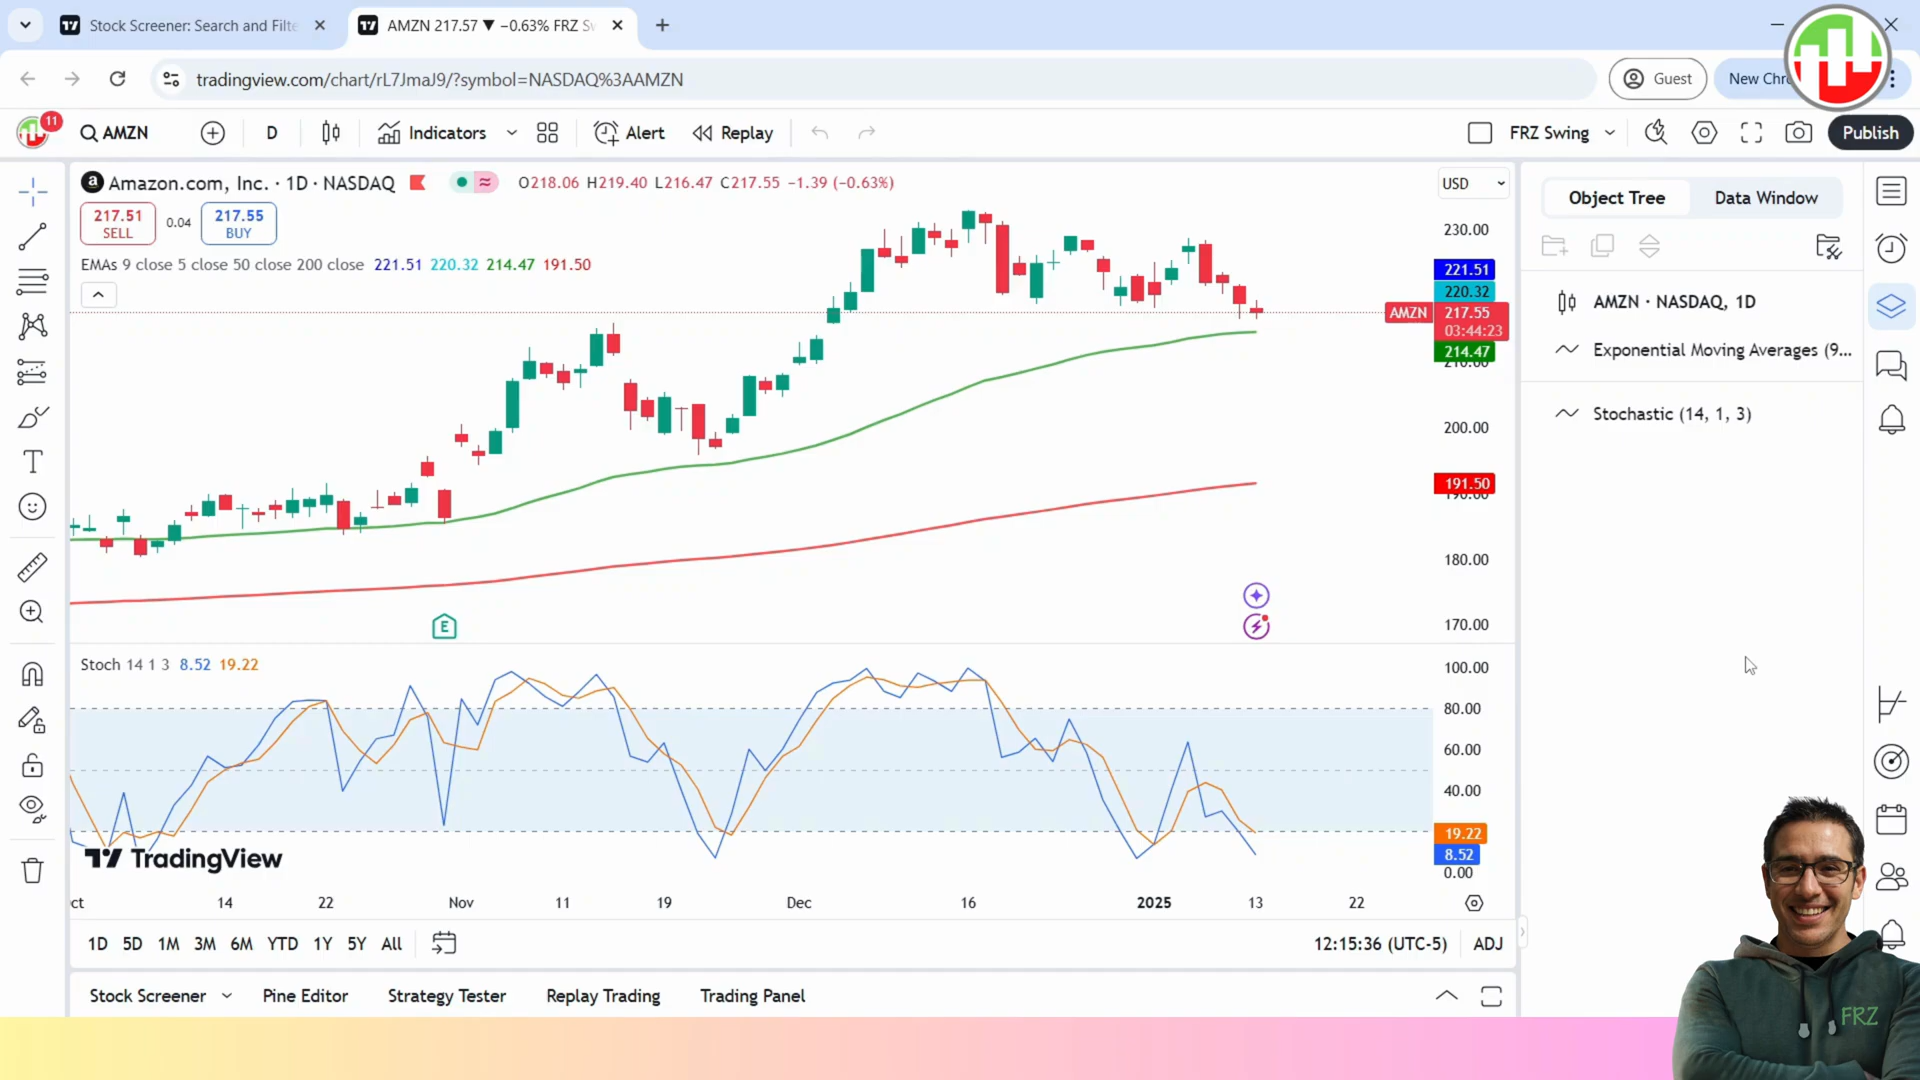 Stock Screener: Search and Filte
AMZN 217.57 ▼ −0.63% FRZ S
tradingview.com/chart/rL7JmaJ9/?symbol=NASDAQ%3AAMZN
Guest
New Chr
11
AMZN
D
Indicators
Alert
Replay
FRZ Swing
Publish
Amazon.com, Inc. · 1D · NASDAQ
O218.06 H219.40 L216.47 C217.55 −1.39 (−0.63%)
USD
217.51
SELL
0.04
217.55
BUY
EMAs 9 close 5 close 50 close 200 close 221.51 220.32 214.47 191.50
230.00
221.51
220.32
AMZN
217.55
03:44:23
214.47
210.00
200.00
191.50
190.00
180.00
170.00
E
Stoch 14 1 3 8.52 19.22
100.00
80.00
60.00
40.00
19.22
8.52
0.00
TradingView
ct
14
22
Nov
11
19
Dec
16
2025
13
22
1D 5D 1M 3M 6M YTD 1Y 5Y All
12:15:36 (UTC-5)
ADJ
Stock Screener
Pine Editor
Strategy Tester
Replay Trading
Trading Panel
Object Tree
Data Window
AMZN · NASDAQ, 1D
Exponential Moving Averages (9...
Stochastic (14, 1, 3)
FRZ